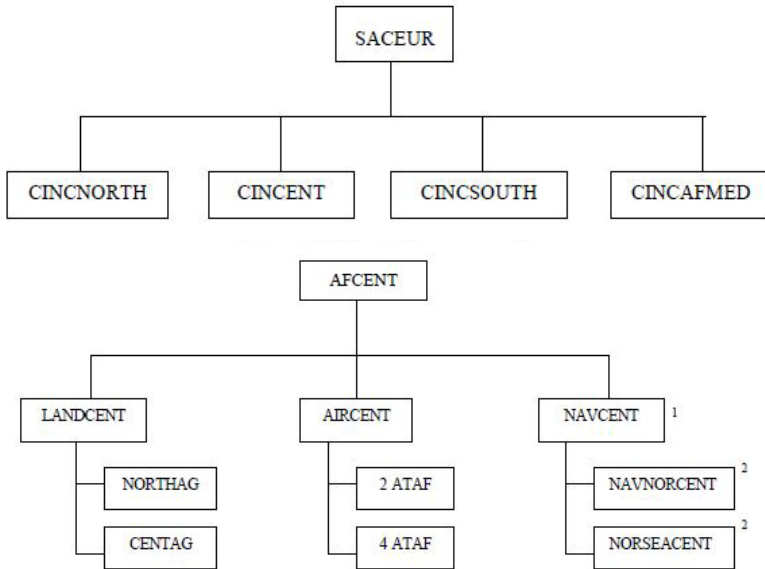 SACEUR
CINCNORTH CINCENT CINCSOUTH CINCAFMED
AFCENT
LANDCENT AIRCENT NAVCENT 1
NORTHAG 2 ATAF NAVNORCENT 2
CENTAG 4 ATAF NORSEACENT 2